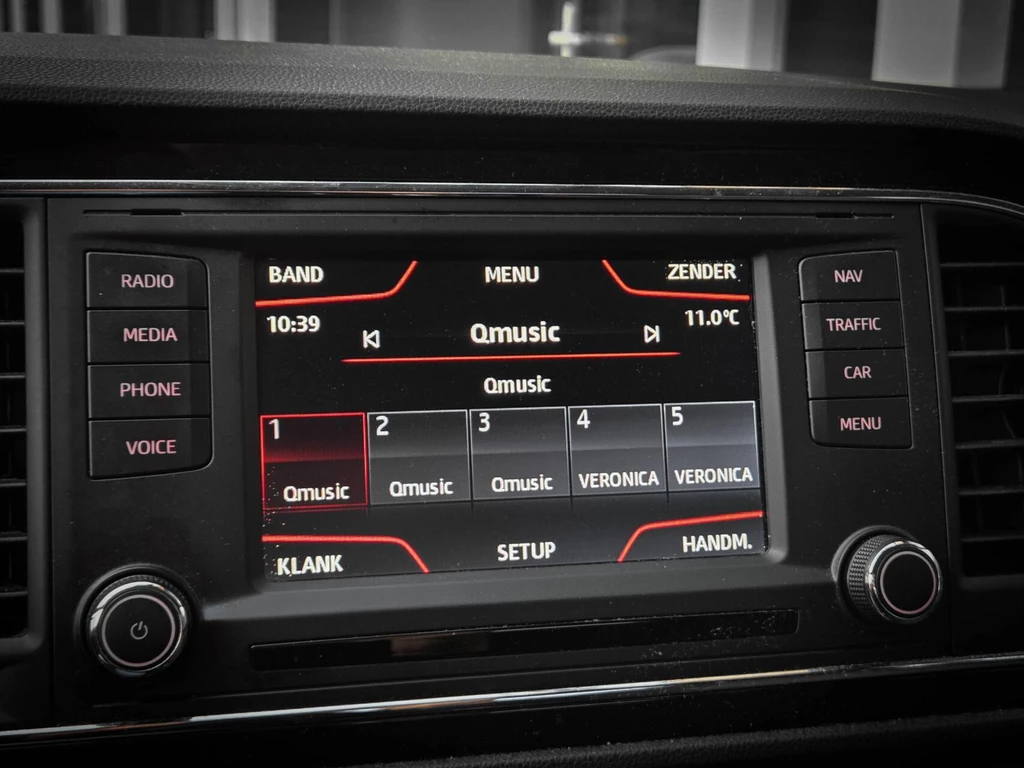 RADIO
MEDIA
PHONE
VOICE
BAND MENU ZENDER
10:39 Qmusic 11.0°C
Qmusic
1 2 3 4 5
Qmusic Qmusic Qmusic VERONICA VERONICA
KLANK SETUP HANDM.
NAV
TRAFFIC
CAR
MENU